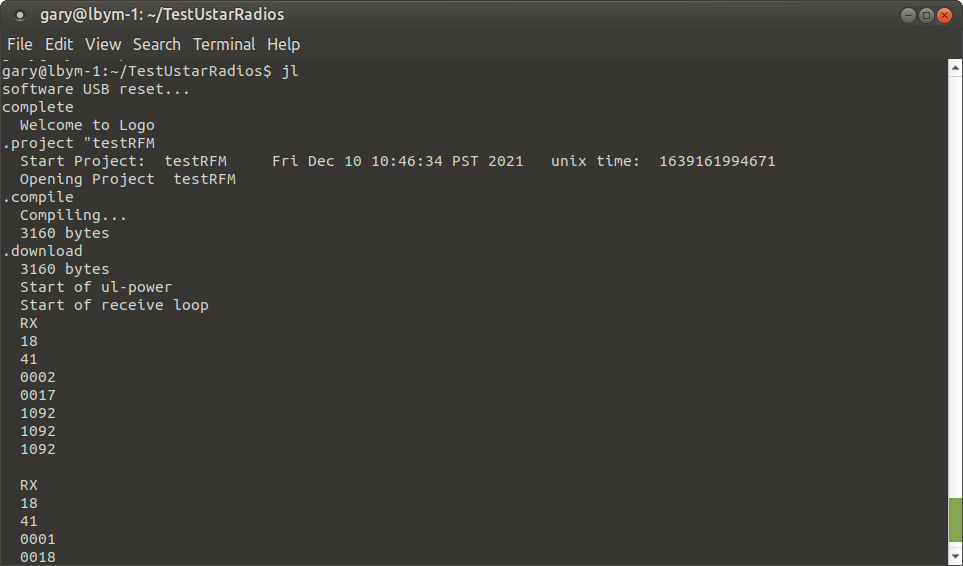 gary@lbym-1: ~/TestUstarRadios
File Edit View Search Terminal Help
gary@lbym-1:~/TestUstarRadios$ jl
software USB reset...
complete
  Welcome to Logo
.project "testRFM
  Start Project:  testRFM     Fri Dec 10 10:46:34 PST 2021   unix time:  1639161994671
  Opening Project  testRFM
.compile
  Compiling...
  3160 bytes
.download
  3160 bytes
  Start of ul-power
  Start of receive loop
  RX
  18
  41
  0002
  0017
  1092
  1092
  1092
  RX
  18
  41
  0001
  0018